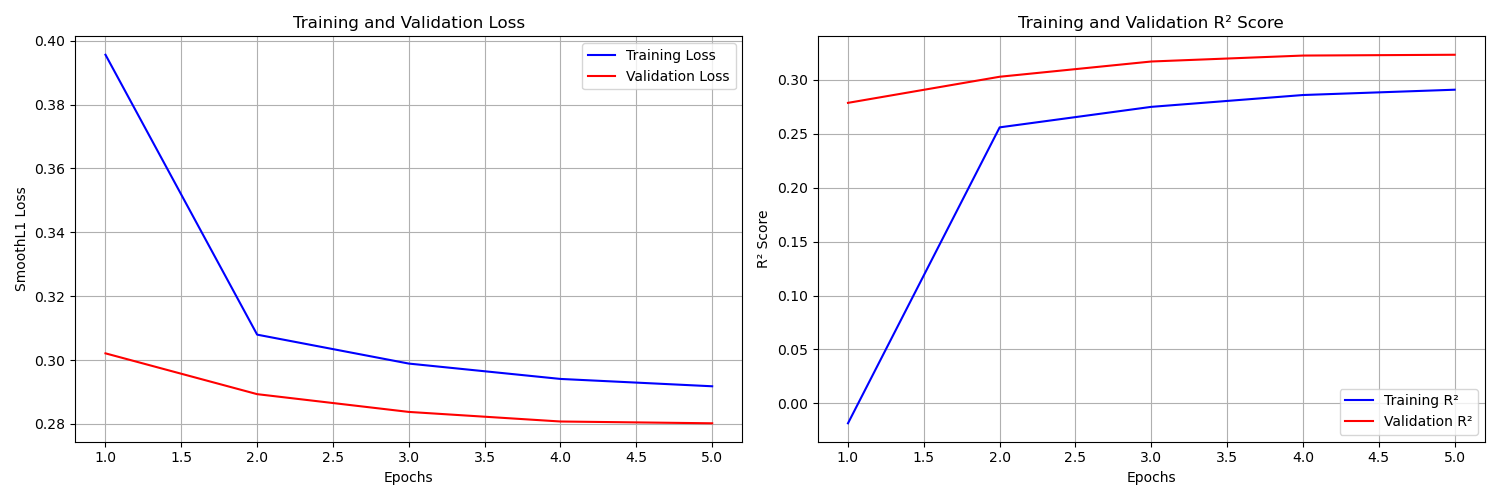 Training and Validation Loss
SmoothL1 Loss
0.40
0.38
0.36
0.34
0.32
0.30
0.28
Training Loss
Validation Loss
1.0 1.5 2.0 2.5 3.0 3.5 4.0 4.5 5.0
Epochs
Training and Validation R² Score
R² Score
0.30
0.25
0.20
0.15
0.10
0.05
0.00
Training R²
Validation R²
1.0 1.5 2.0 2.5 3.0 3.5 4.0 4.5 5.0
Epochs